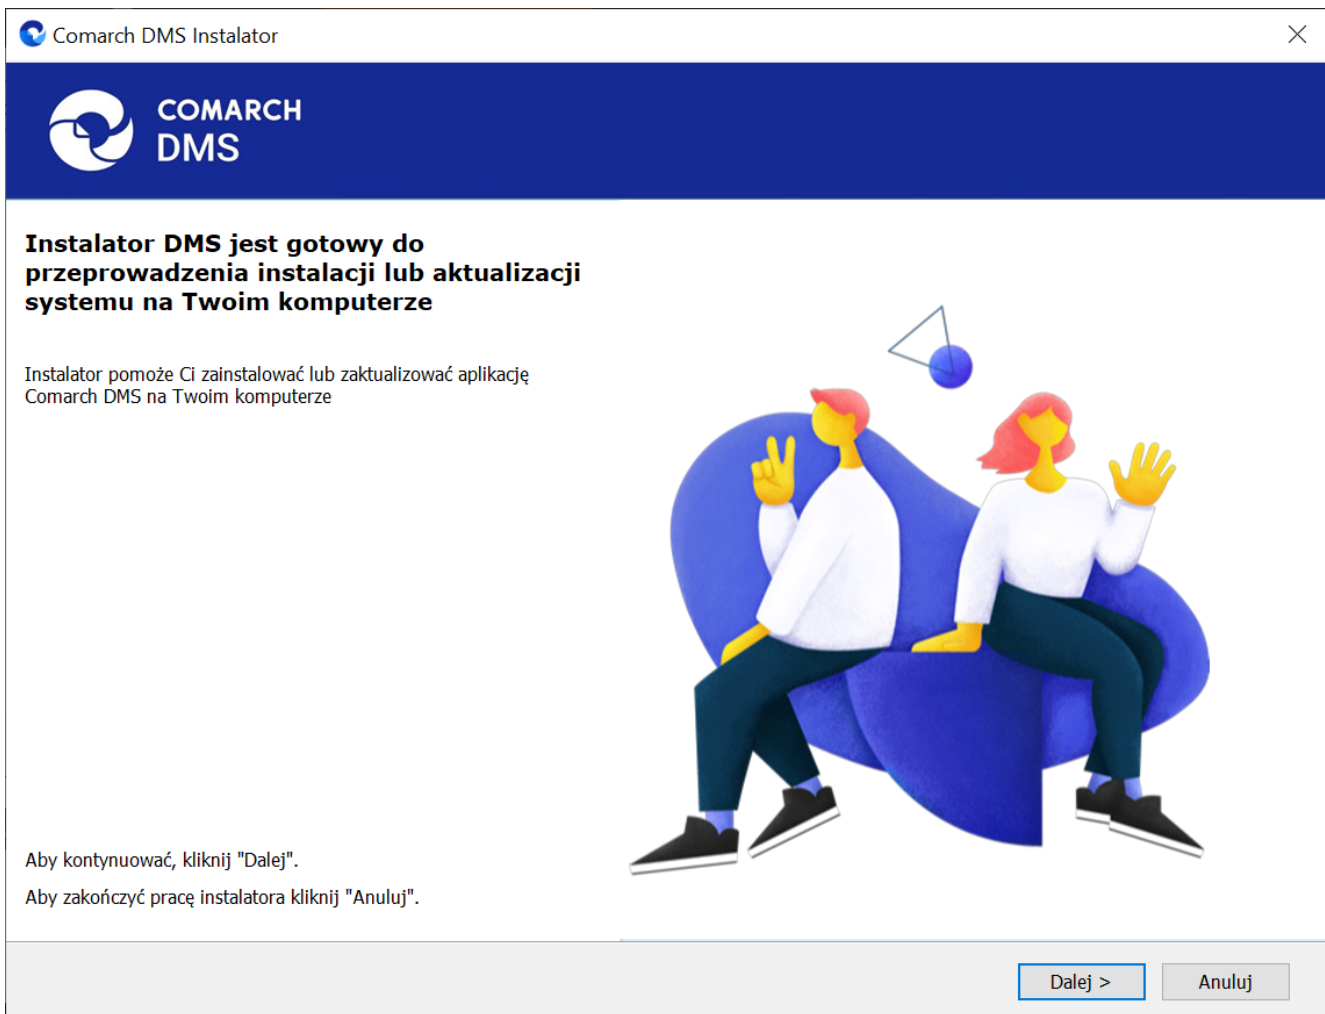 Comarch DMS Instalator
COMARCH
DMS
Instalator DMS jest gotowy do
przeprowadzenia instalacji lub aktualizacji
systemu na Twoim komputerze
Instalator pomoże Ci zainstalować lub zaktualizować aplikację
Comarch DMS na Twoim komputerze
Aby kontynuować, kliknij "Dalej".
Aby zakończyć pracę instalatora kliknij "Anuluj".
Dalej >
Anuluj